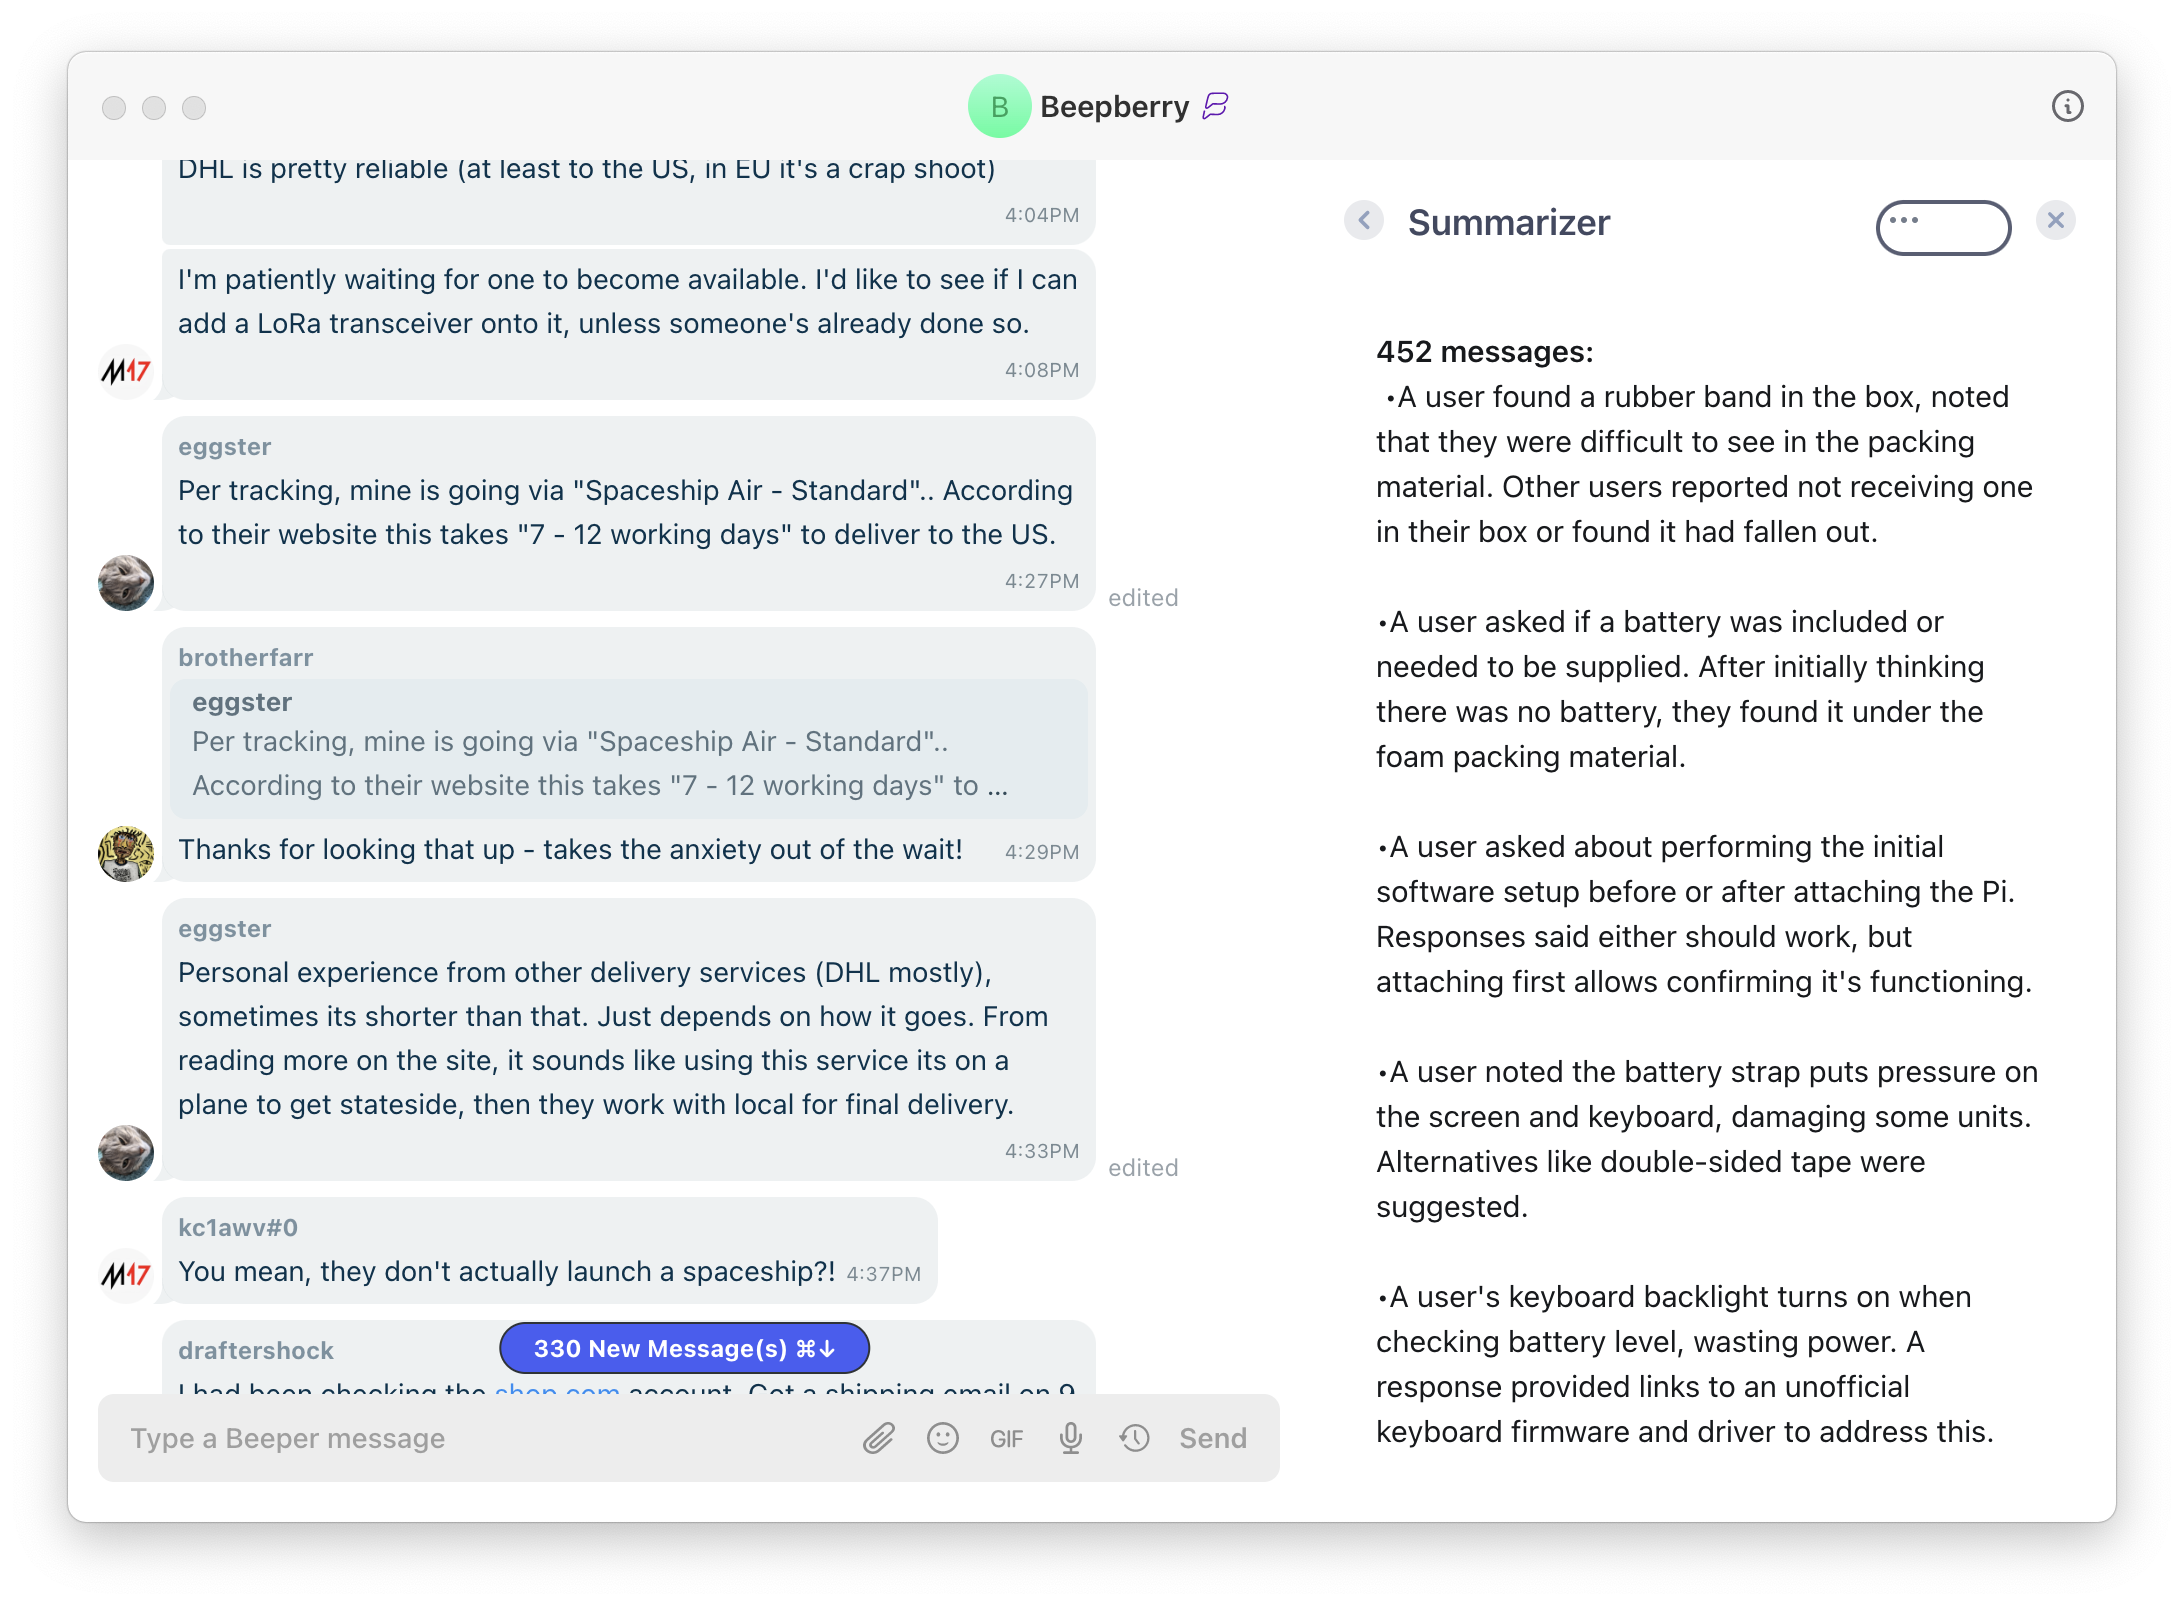 B Beepberry
DHL is pretty reliable (at least to the US, in EU it's a crap shoot)
4:04PM
I'm patiently waiting for one to become available. I'd like to see if I can
add a LoRa transceiver onto it, unless someone's already done so.
4:08PM
M17
eggster
Per tracking, mine is going via "Spaceship Air - Standard".. According
to their website this takes "7 - 12 working days" to deliver to the US.
4:27PM
edited
brotherfarr
eggster
Per tracking, mine is going via "Spaceship Air - Standard"..
According to their website this takes "7 - 12 working days" to ...
Thanks for looking that up - takes the anxiety out of the wait! 4:29PM
eggster
Personal experience from other delivery services (DHL mostly),
sometimes its shorter than that. Just depends on how it goes. From
reading more on the site, it sounds like using this service its on a
plane to get stateside, then they work with local for final delivery.
4:33PM
edited
kc1awv#0
You mean, they don't actually launch a spaceship?! 4:37PM
M17
draftershock
330 New Message(s) ⌘↓
I had been checking the shop.com account. Got a shipping email on 9
Type a Beeper message
GIF
Send
Summarizer
•••
452 messages:
•A user found a rubber band in the box, noted
that they were difficult to see in the packing
material. Other users reported not receiving one
in their box or found it had fallen out.
•A user asked if a battery was included or
needed to be supplied. After initially thinking
there was no battery, they found it under the
foam packing material.
•A user asked about performing the initial
software setup before or after attaching the Pi.
Responses said either should work, but
attaching first allows confirming it's functioning.
•A user noted the battery strap puts pressure on
the screen and keyboard, damaging some units.
Alternatives like double-sided tape were
suggested.
•A user's keyboard backlight turns on when
checking battery level, wasting power. A
response provided links to an unofficial
keyboard firmware and driver to address this.